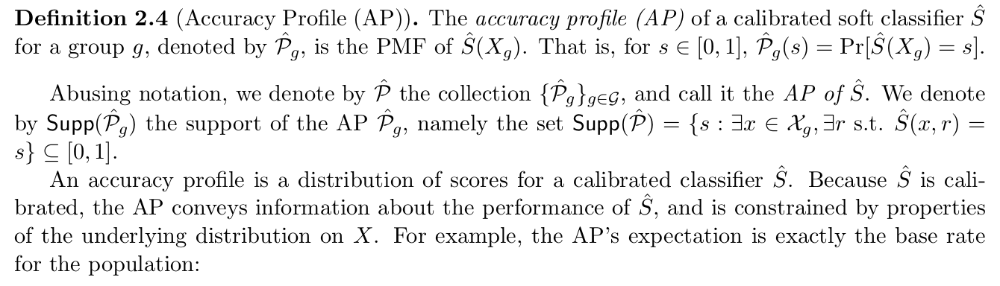 Definition 2.4 (Accuracy Profile (AP)). The accuracy profile (AP) of a calibrated soft classifier $\hat{S}$
for a group $g$, denoted by $\hat{\mathcal{P}}_g$, is the PMF of $\hat{S}(X_g)$. That is, for $s \in [0, 1]$, $\hat{\mathcal{P}}_g(s) = \Pr[\hat{S}(X_g) = s]$.
Abusing notation, we denote by $\hat{\mathcal{P}}$ the collection $\{\hat{\mathcal{P}}_g\}_{g \in \mathcal{G}}$, and call it the AP of $\hat{S}$. We denote
by $\mathsf{Supp}(\hat{\mathcal{P}}_g)$ the support of the AP $\hat{\mathcal{P}}_g$, namely the set $\mathsf{Supp}(\hat{\mathcal{P}}) = \{s : \exists x \in \mathcal{X}_g, \exists r \text{ s.t. } \hat{S}(x, r) =$
$s\} \subseteq [0, 1]$.
An accuracy profile is a distribution of scores for a calibrated classifier $\hat{S}$. Because $\hat{S}$ is cali-
brated, the AP conveys information about the performance of $\hat{S}$, and is constrained by properties
of the underlying distribution on $X$. For example, the AP's expectation is exactly the base rate
for the population: